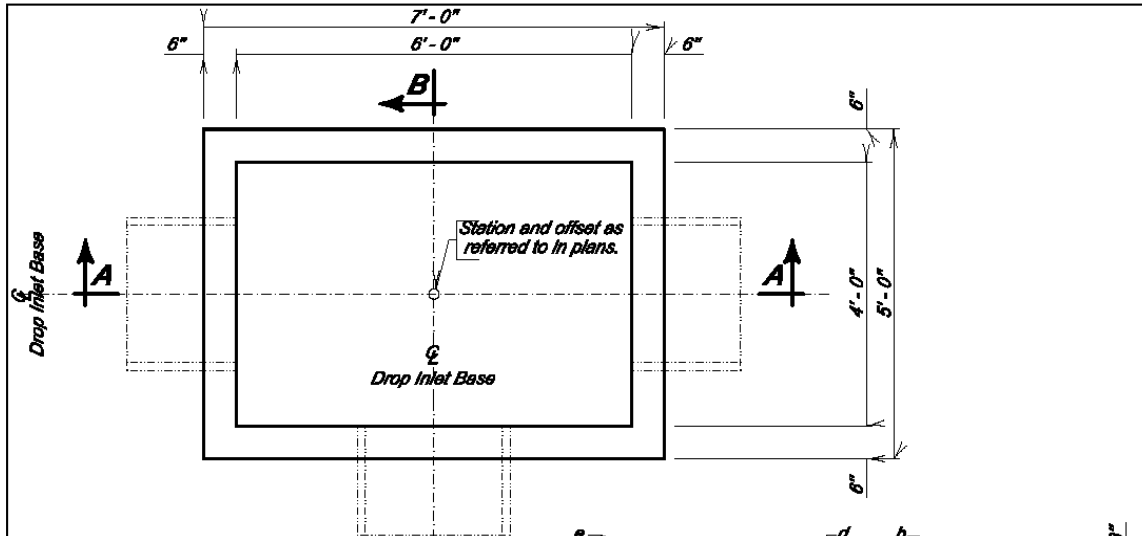 7'- 0"
6" 6'- 0" 6"
B
6"
Station and offset as
referred to in plans.
A A
℄
Drop Inlet Base
4'- 0"
5'- 0"
℄
Drop Inlet Base
6"
e d h